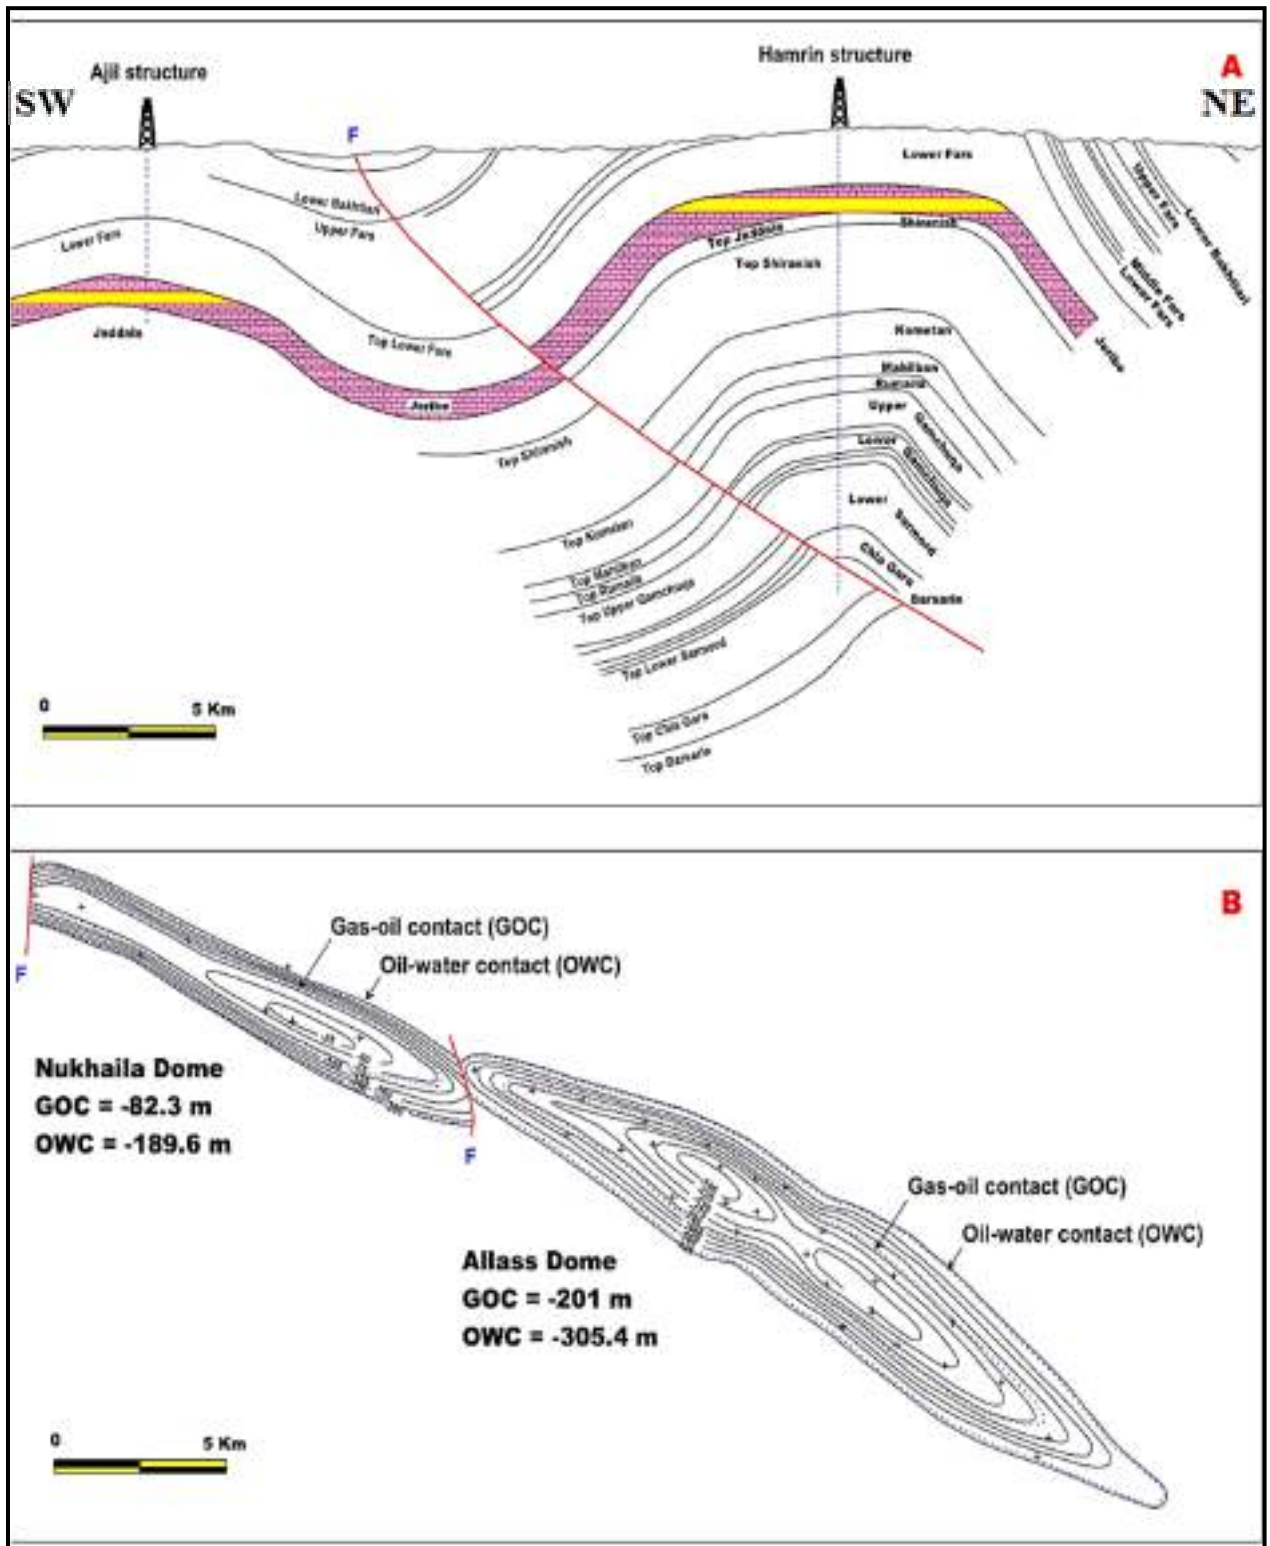 Hamrin structure
A
Ajil structure
SW
NE
F
Lower Fars
Upper Fars
Lower Bakhtiari
Lower Bakhtiari
Upper Fars
Lower Fars
Shiranish
Top Jaddala
Top Shiranish
Middle Fars
Lower Fars
Jaddala
Top Lower Fars
Kometan
Jeribe
Mahilban
Rumaila
Jeribe
Upper
Qamchuqa
Lower
Qamchuqa
Top Shiranish
Lower
Sarmord
Top Kometan
Chia Gara
Top Mahilban
Top Rumaila
Barsarin
Top Upper Qamchuqa
Top Lower Sarmord
0 5 Km
Top Chia Gara
Top Barsarin
B
Gas-oil contact (GOC)
Oil-water contact (OWC)
F
Nukhaila Dome
GOC = -82.3 m
OWC = -189.6 m
F
Gas-oil contact (GOC)
Oil-water contact (OWC)
Allass Dome
GOC = -201 m
OWC = -305.4 m
0 5 Km